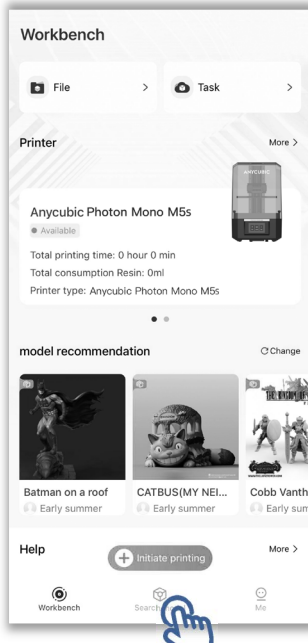 Workbench
File
Task
Printer
More
ANYCUBIC
Anycubic Photon Mono M5s
Available
Total printing time: 0 hour 0 min
Total consumption Resin: 0ml
Printer type: Anycubic Photon Mono M5s
model recommendation
Change
Batman on a roof
CATBUS(MY NEI...
Cobb Vanth
Early summer
Early summer
Early sum
Help
Initiate printing
More
Workbench
Search
Me